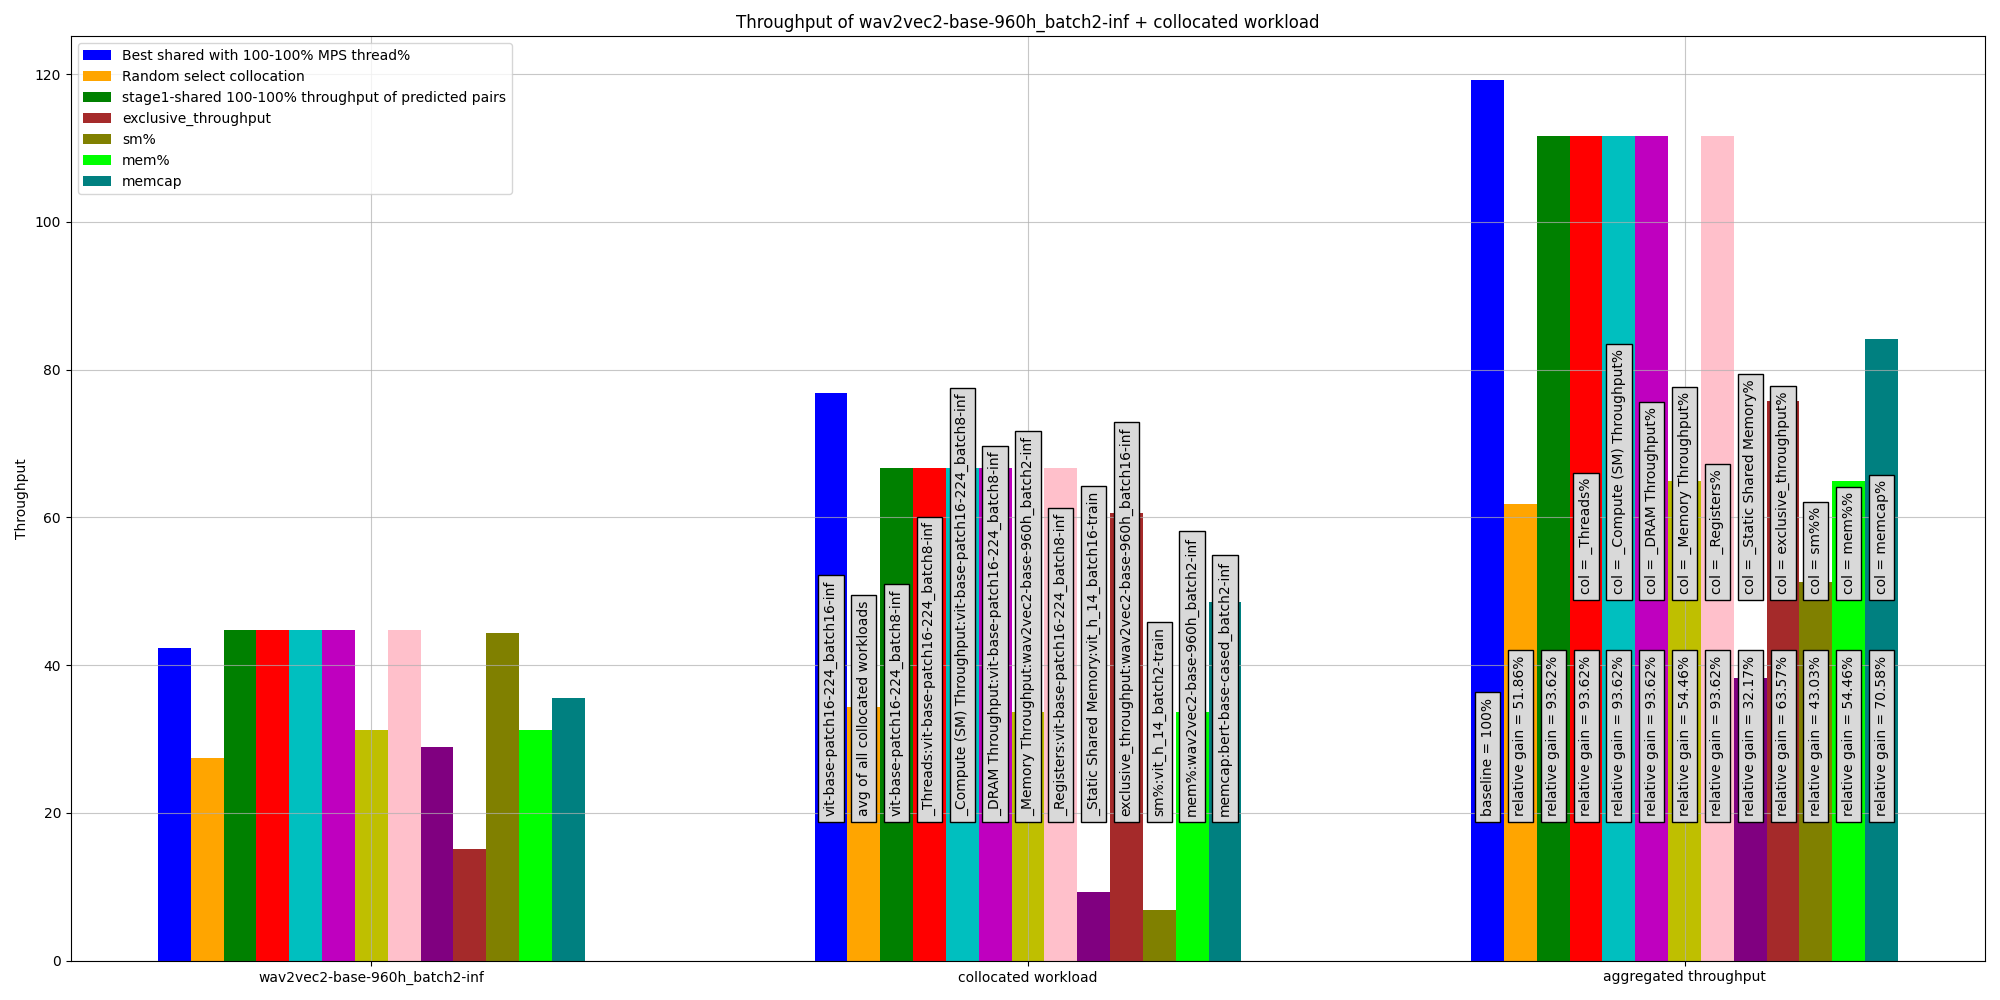 Throughput of wav2vec2-base-960h_batch2-inf + collocated workload
Best shared with 100-100% MPS thread%
Random select collocation
stage1-shared 100-100% throughput of predicted pairs
exclusive_throughput
sm%
mem%
memcap
Throughput
120
100
80
60
40
20
0
vit-base-patch16-224_batch16-inf
avg of all collocated workloads
vit-base-patch16-224_batch8-inf
_Threads:vit-base-patch16-224_batch8-inf
_Compute (SM) Throughput:vit-base-patch16-224_batch8-inf
_DRAM Throughput:vit-base-patch16-224_batch8-inf
_Memory Throughput:wav2vec2-base-960h_batch2-inf
_Registers:vit-base-patch16-224_batch8-inf
_Static Shared Memory:vit_h_14_batch16-train
exclusive_throughput:wav2vec2-base-960h_batch16-inf
sm%:vit_h_14_batch2-train
mem%:wav2vec2-base-960h_batch2-inf
memcap:bert-base-cased_batch2-inf
col = _Threads%
col = _Compute (SM) Throughput%
col = _DRAM Throughput%
col = _Memory Throughput%
col = _Registers%
col = _Static Shared Memory%
col = exclusive_throughput%
col = sm%%
col = mem%%
col = memcap%
baseline = 100%
relative gain = 51.86%
relative gain = 93.62%
relative gain = 93.62%
relative gain = 93.62%
relative gain = 93.62%
relative gain = 54.46%
relative gain = 93.62%
relative gain = 32.17%
relative gain = 63.57%
relative gain = 43.03%
relative gain = 54.46%
relative gain = 70.58%
wav2vec2-base-960h_batch2-inf
collocated workload
aggregated throughput